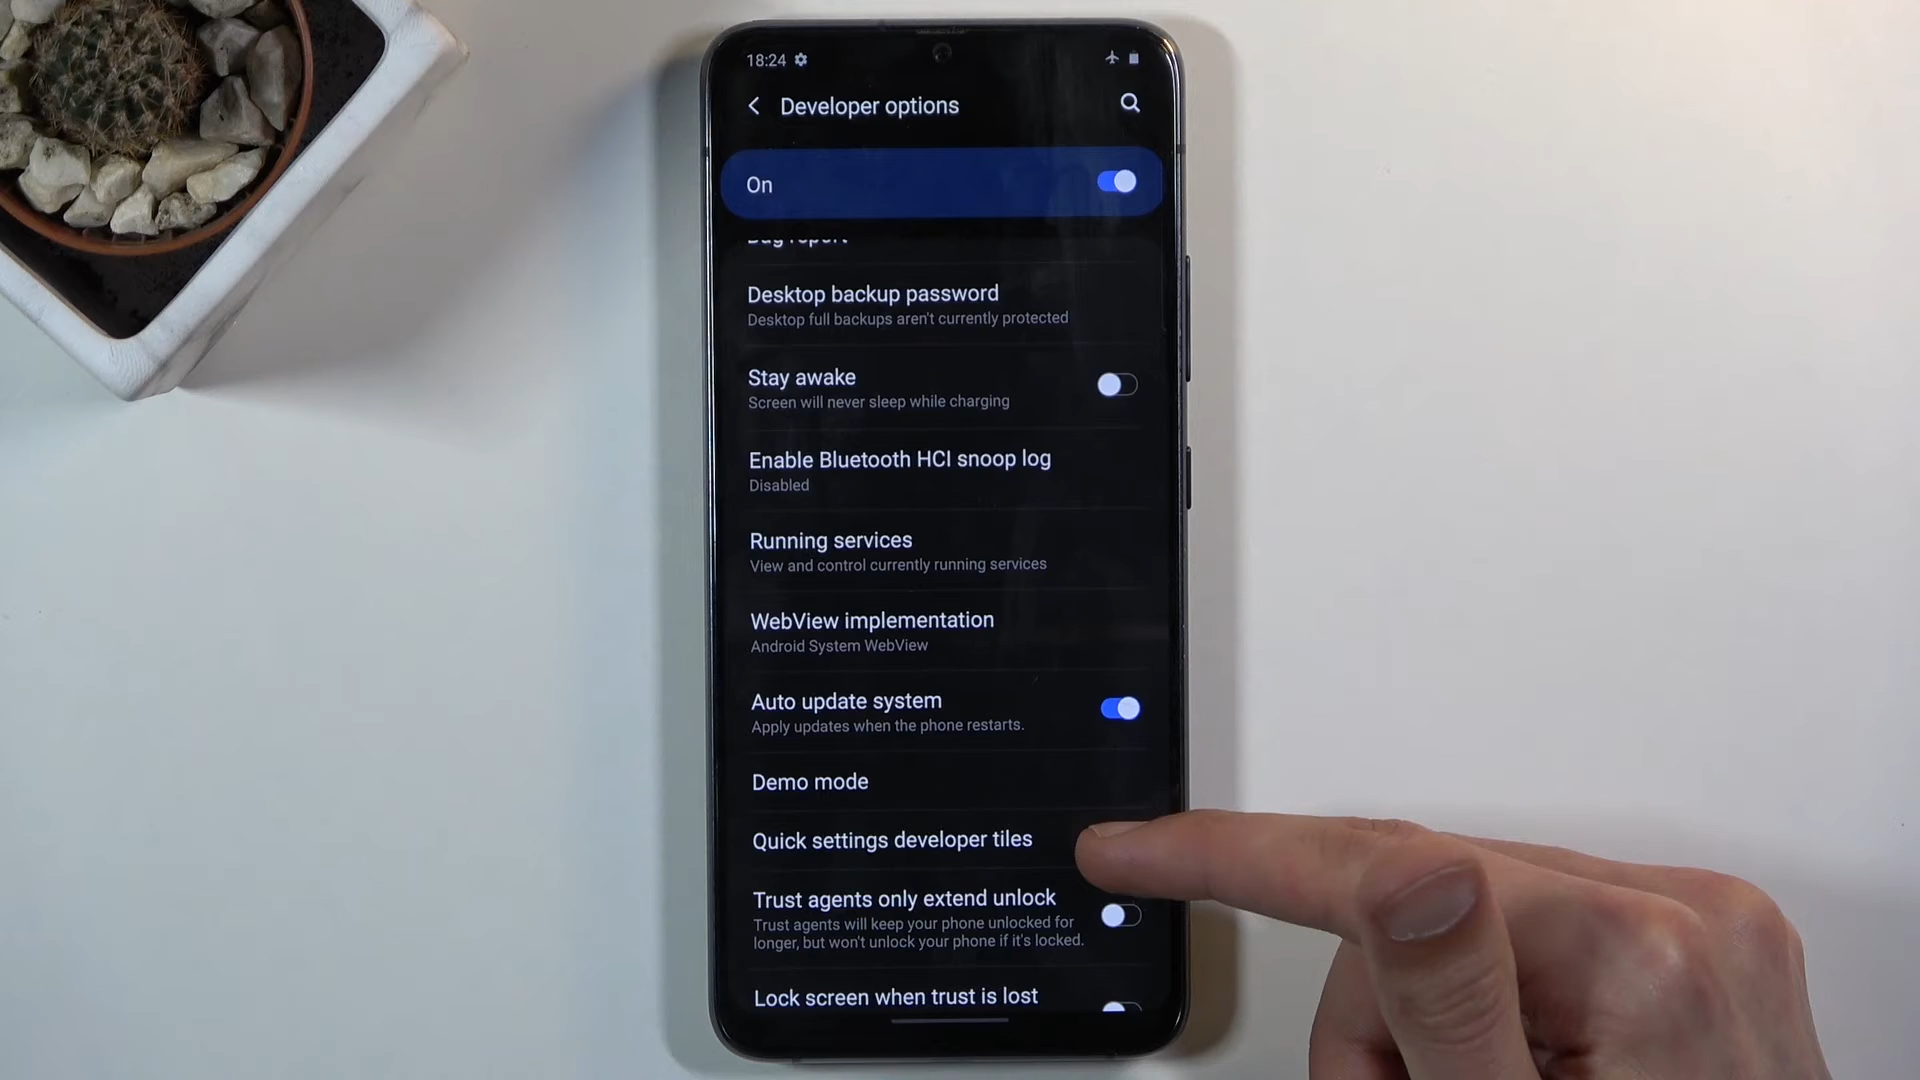 18:24
Developer options
On
Bug report
Desktop backup password
Desktop full backups aren't currently protected
Stay awake
Screen will never sleep while charging
Enable Bluetooth HCI snoop log
Disabled
Running services
View and control currently running services
WebView implementation
Android System WebView
Auto update system
Apply updates when the phone restarts.
Demo mode
Quick settings developer tiles
Trust agents only extend unlock
Trust agents will keep your phone unlocked for
longer, but won't unlock your phone if it's locked.
Lock screen when trust is lost